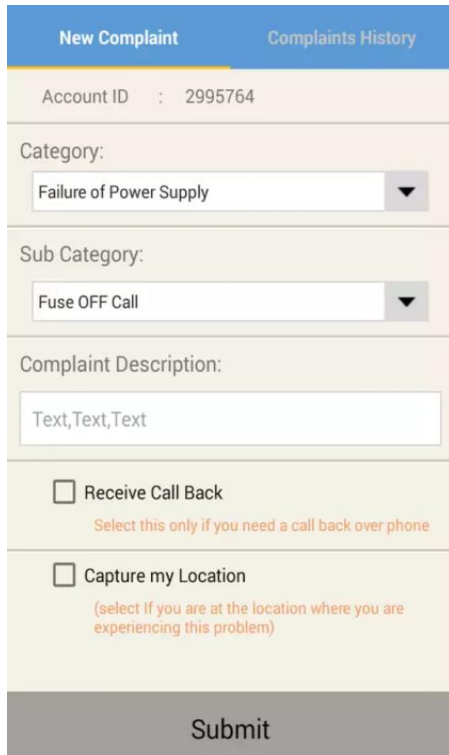 New Complaint Complaints History
Account ID : 2995764
Category:
Failure of Power Supply
Sub Category:
Fuse OFF Call
Complaint Description:
Text,Text,Text
Receive Call Back
Select this only if you need a call back over phone
Capture my Location
(select If you are at the location where you are
experiencing this problem)
Submit